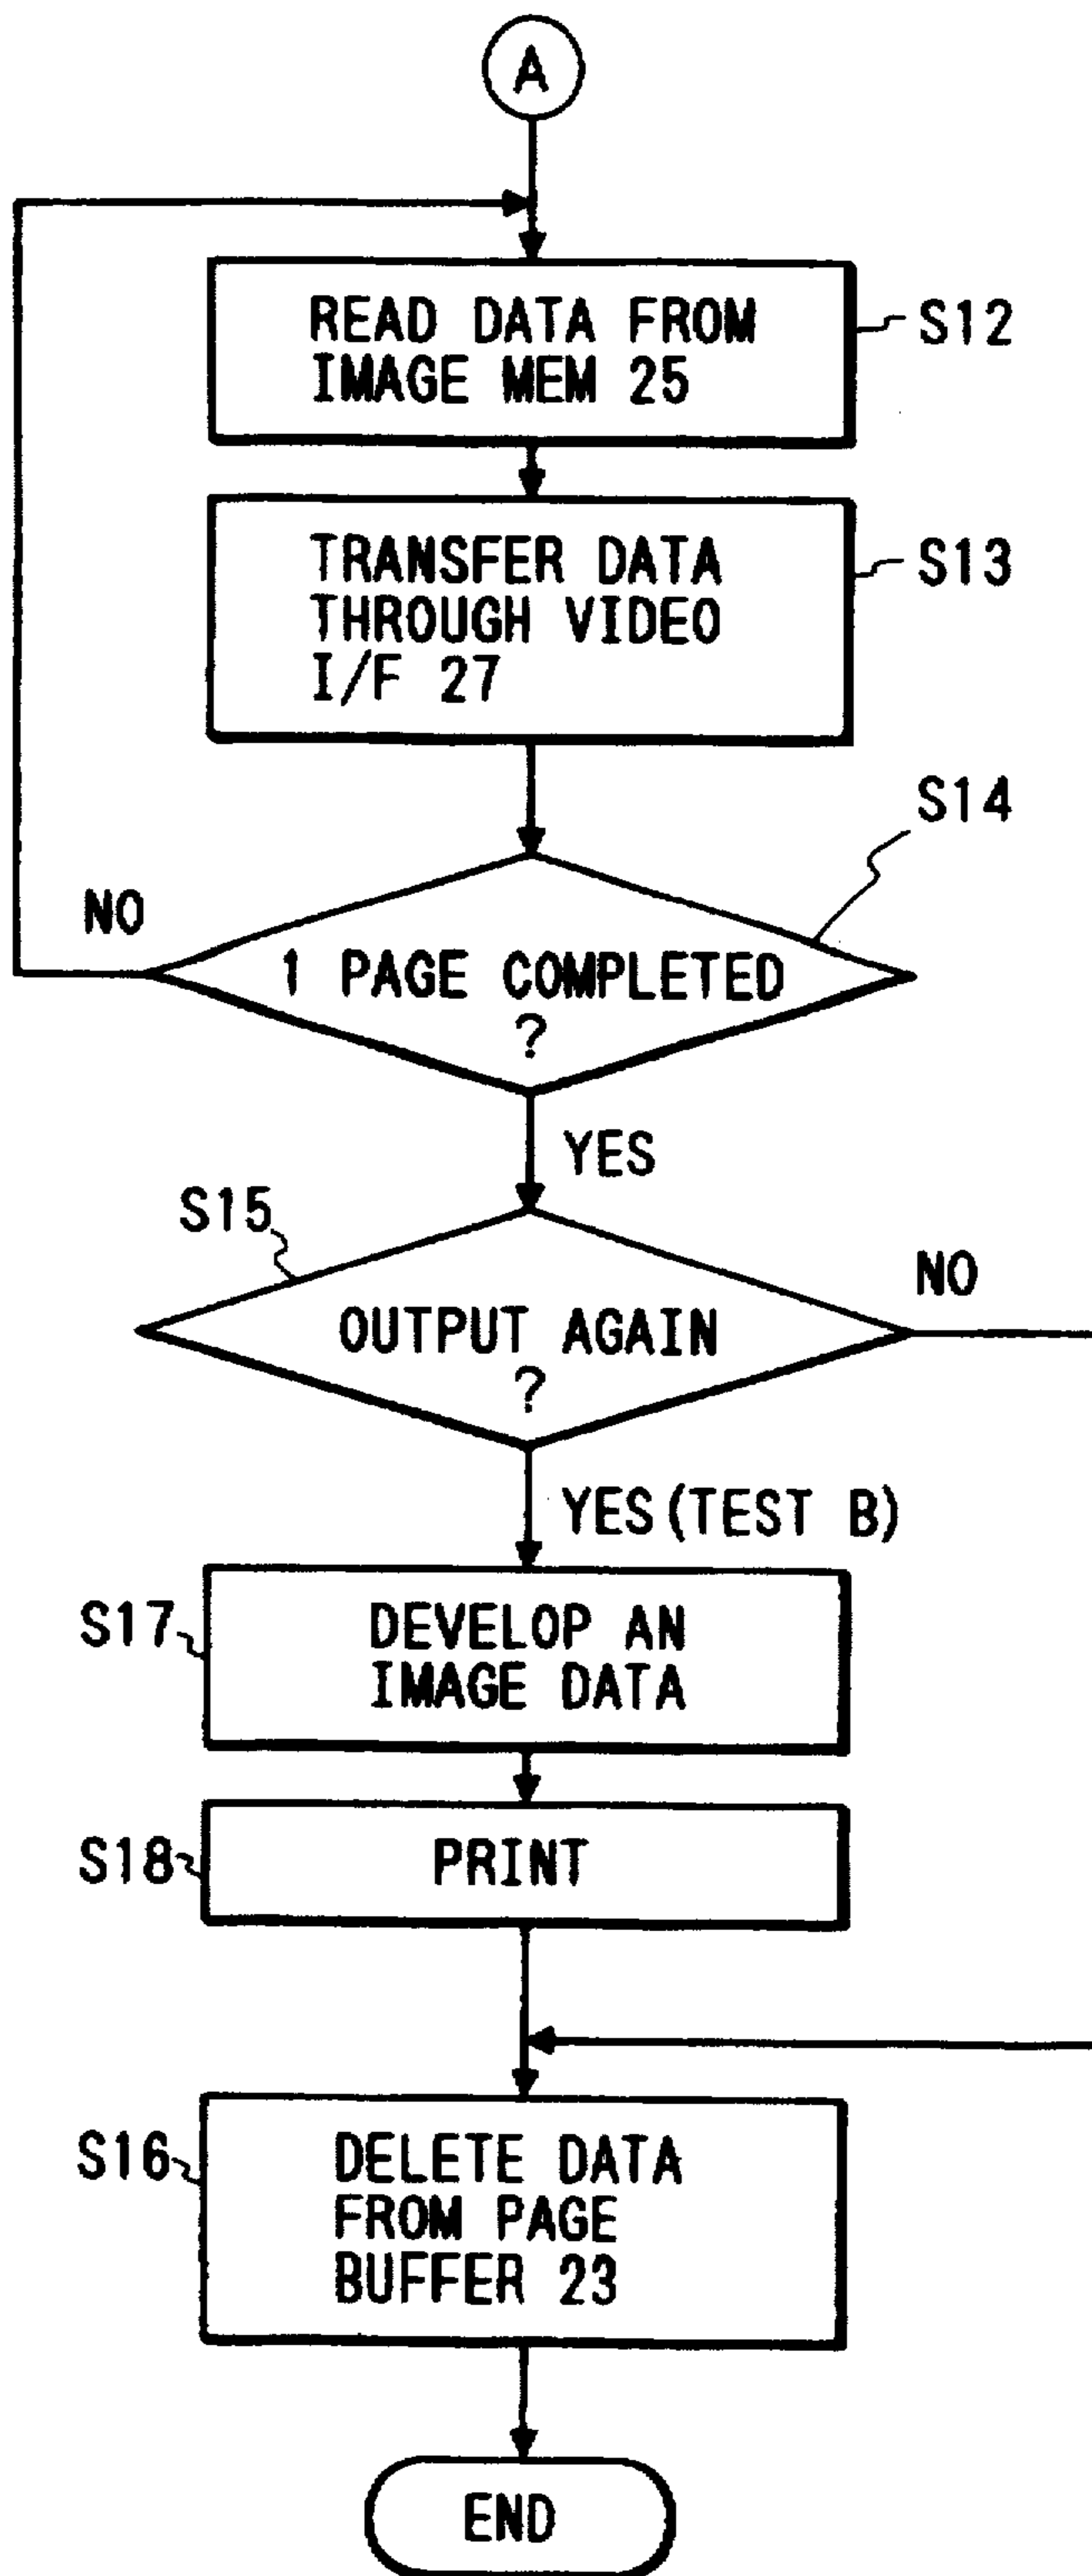 A
READ DATA FROM
IMAGE MEM 25
S12
TRANSFER DATA
THROUGH VIDEO
I/F 27
S13
S14
NO
1 PAGE COMPLETED
?
YES
S15
NO
OUTPUT AGAIN
?
YES (TEST B)
S17
DEVELOP AN
IMAGE DATA
S18
PRINT
S16
DELETE DATA
FROM PAGE
BUFFER 23
END